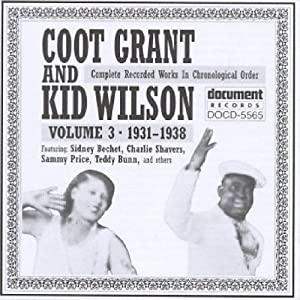 COOT GRANT
AND Complete Recorded Works In Chronological Order
KID WILSON
document
RECORDS
DOCD-5565
VOLUME 3 · 1931-1938
Featuring: Sidney Bechet, Charlie Shavers,
Sammy Price, Teddy Bunn, and others